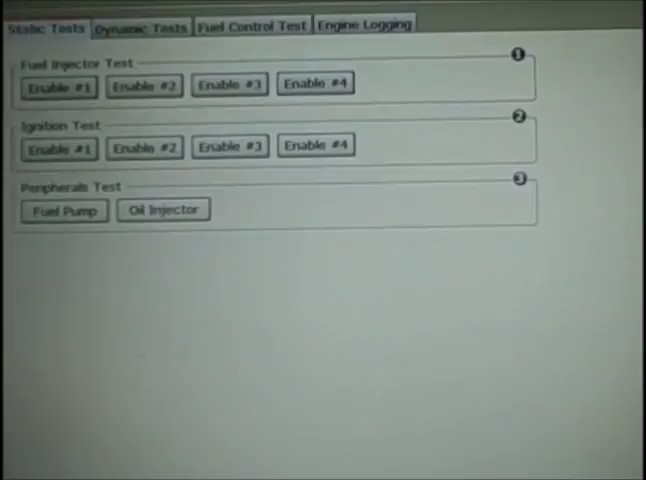 Static Tests Dynamic Tests Fuel Control Test Engine Logging
Fuel Injector Test 1
Enable #1 Enable #2 Enable #3 Enable #4
Ignition Test 2
Enable #1 Enable #2 Enable #3 Enable #4
Peripherals Test 3
Fuel Pump Oil Injector